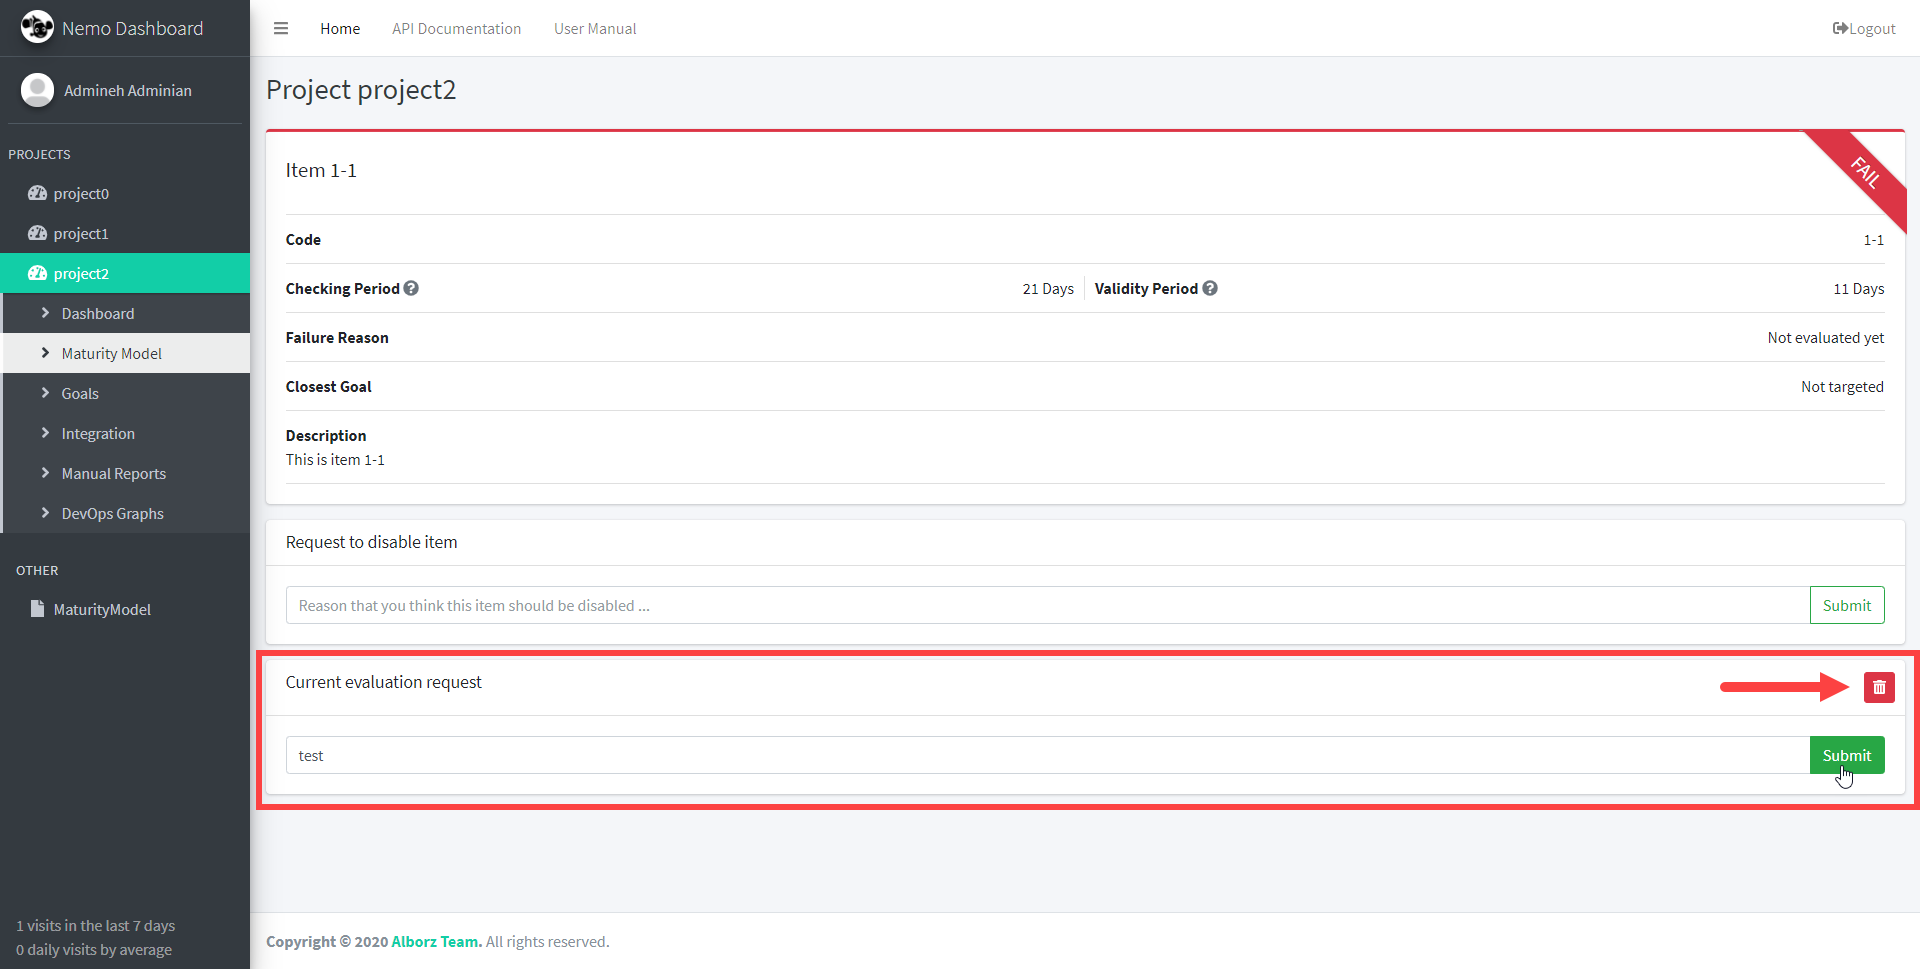 Nemo Dashboard
Home API Documentation User Manual Logout
Admineh Adminian
PROJECTS
project0
project1
project2
Dashboard
Maturity Model
Goals
Integration
Manual Reports
DevOps Graphs
OTHER
MaturityModel
1 visits in the last 7 days
0 daily visits by average
Project project2
FAIL
Item 1-1
Code 1-1
Checking Period 21 Days Validity Period 11 Days
Failure Reason Not evaluated yet
Closest Goal Not targeted
Description
This is item 1-1
Request to disable item
Reason that you think this item should be disabled ... Submit
Current evaluation request
test Submit
Copyright © 2020 Alborz Team. All rights reserved.